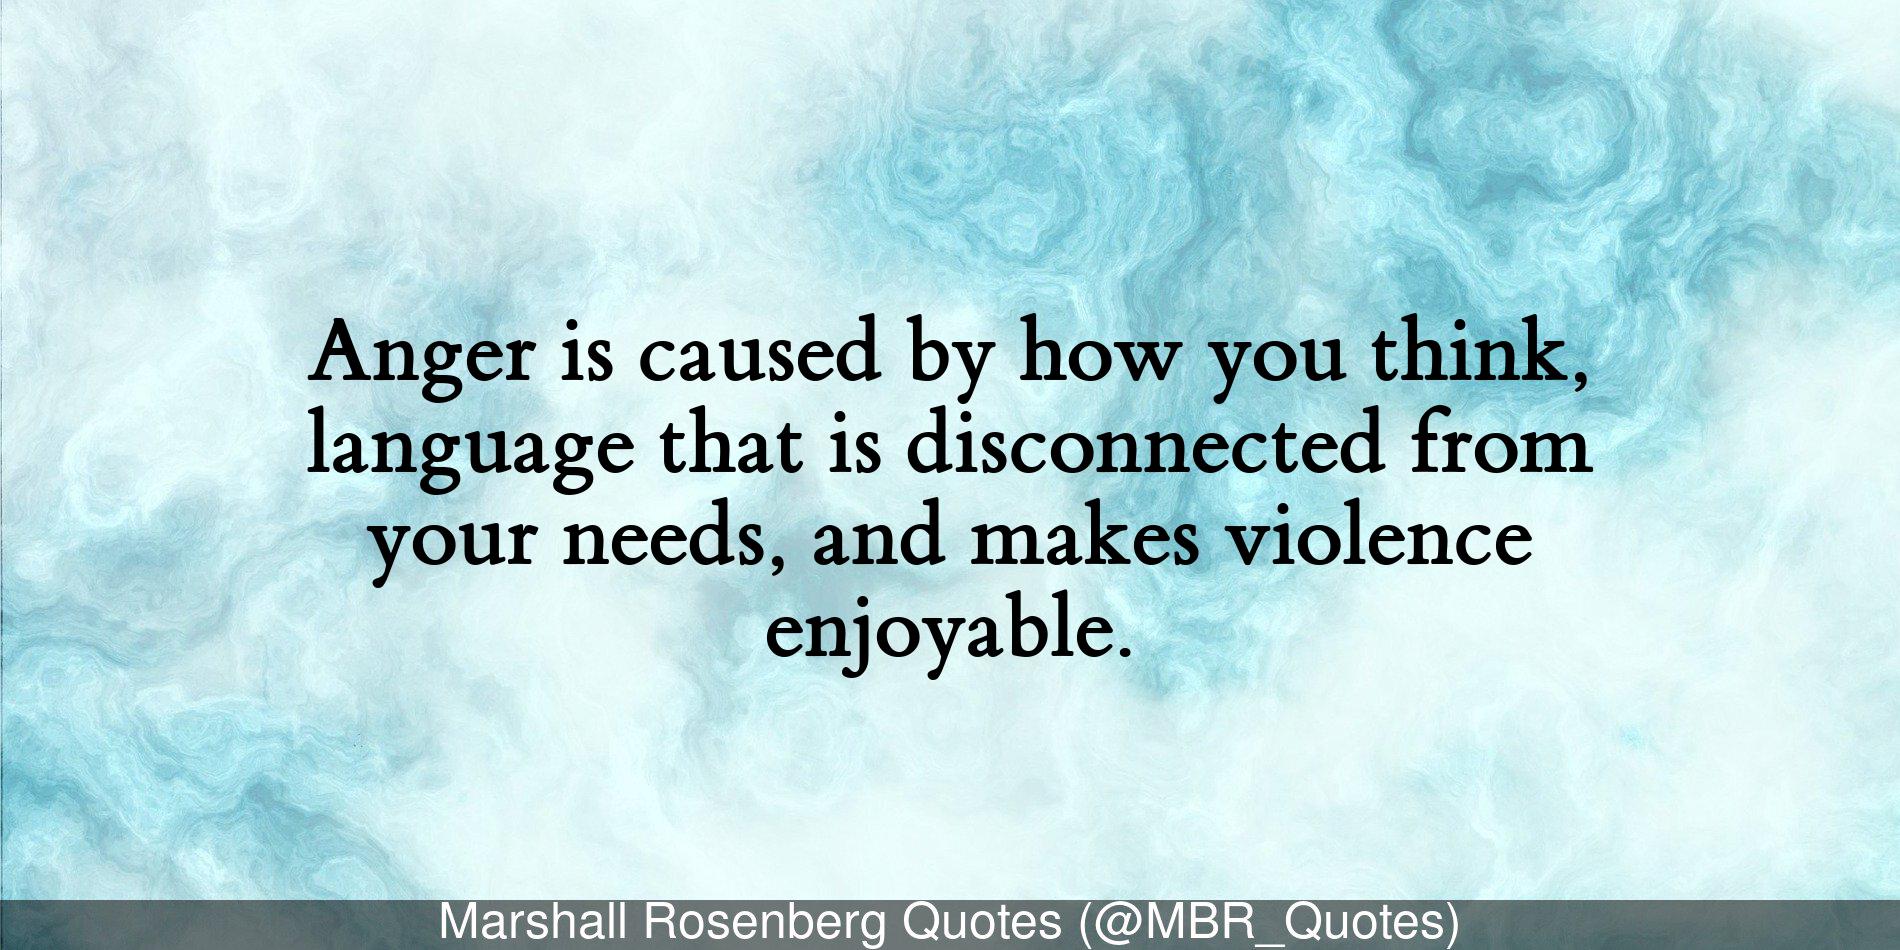 Anger is caused by how you think,
language that is disconnected from
your needs, and makes violence
enjoyable.
Marshall Rosenberg Quotes (@MBR_Quotes)